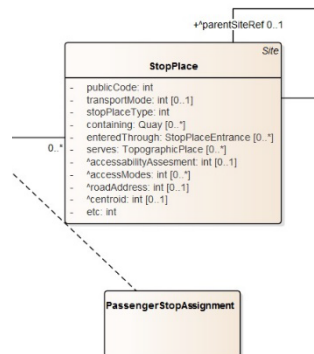 +^parentSiteRef 0..1
Site
StopPlace
- publicCode: int
- transportMode: int [0..1]
- stopPlaceType: int
- containing: Quay [0..*]
- enteredThrough: StopPlaceEntrance [0..*]
- serves: TopographicPlace [0..*]
- ^accessabilityAssesment: int [0..1]
- ^accessModes: int [0..*]
- ^roadAddress: int [0..1]
- ^centroid: int [0..1]
- etc: int
0..*
PassengerStopAssignment